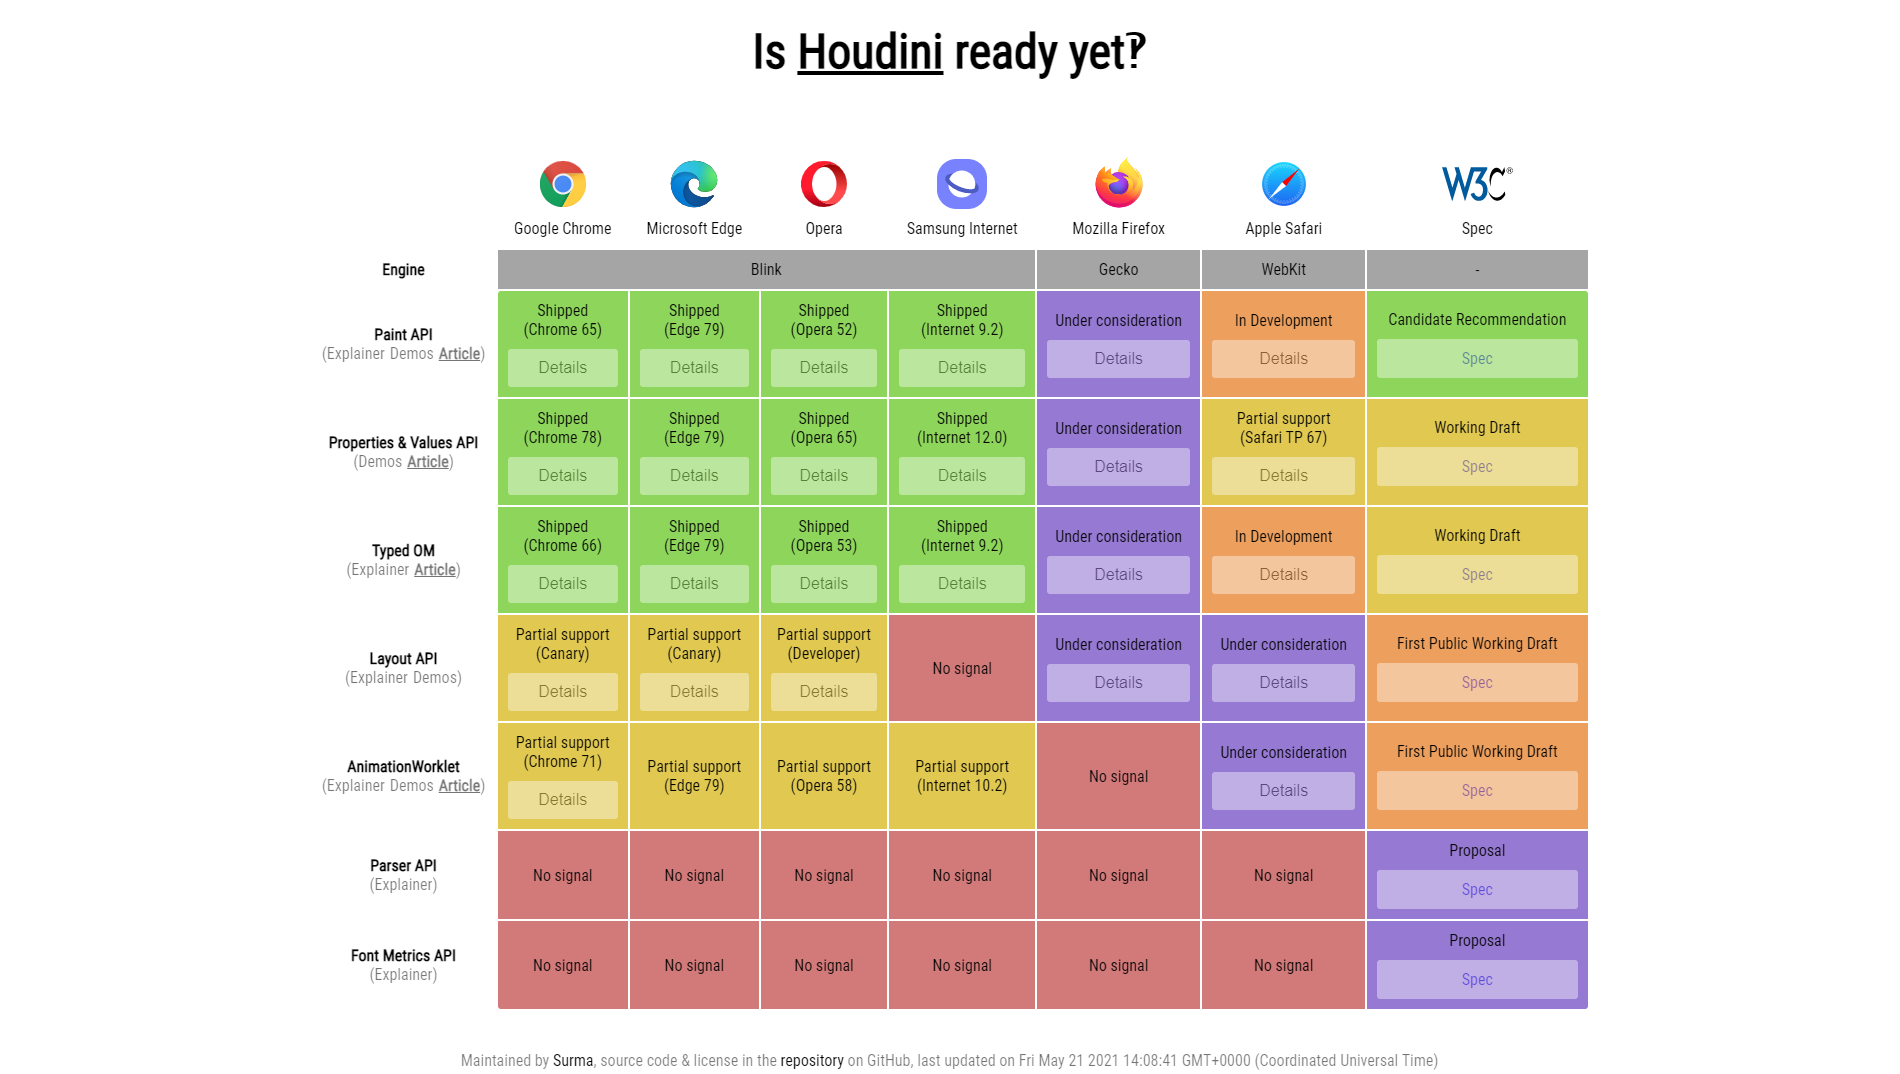 Is Houdini ready yet‽
W3C®
Google Chrome Microsoft Edge Opera Samsung Internet Mozilla Firefox Apple Safari Spec
Engine Blink Gecko WebKit -
Paint API
(Explainer Demos Article)
Shipped
(Chrome 65)
Details
Shipped
(Edge 79)
Details
Shipped
(Opera 52)
Details
Shipped
(Internet 9.2)
Details
Under consideration
Details
In Development
Details
Candidate Recommendation
Spec
Properties & Values API
(Demos Article)
Shipped
(Chrome 78)
Details
Shipped
(Edge 79)
Details
Shipped
(Opera 65)
Details
Shipped
(Internet 12.0)
Details
Under consideration
Details
Partial support
(Safari TP 67)
Details
Working Draft
Spec
Typed OM
(Explainer Article)
Shipped
(Chrome 66)
Details
Shipped
(Edge 79)
Details
Shipped
(Opera 53)
Details
Shipped
(Internet 9.2)
Details
Under consideration
Details
In Development
Details
Working Draft
Spec
Layout API
(Explainer Demos)
Partial support
(Canary)
Details
Partial support
(Canary)
Details
Partial support
(Developer)
Details
No signal
Under consideration
Details
Under consideration
Details
First Public Working Draft
Spec
AnimationWorklet
(Explainer Demos Article)
Partial support
(Chrome 71)
Details
Partial support
(Edge 79)
Partial support
(Opera 58)
Partial support
(Internet 10.2)
No signal
Under consideration
Details
First Public Working Draft
Spec
Parser API
(Explainer)
No signal
No signal
No signal
No signal
No signal
No signal
Proposal
Spec
Font Metrics API
(Explainer)
No signal
No signal
No signal
No signal
No signal
No signal
Proposal
Spec
Maintained by Surma, source code & license in the repository on GitHub, last updated on Fri May 21 2021 14:08:41 GMT+0000 (Coordinated Universal Time)